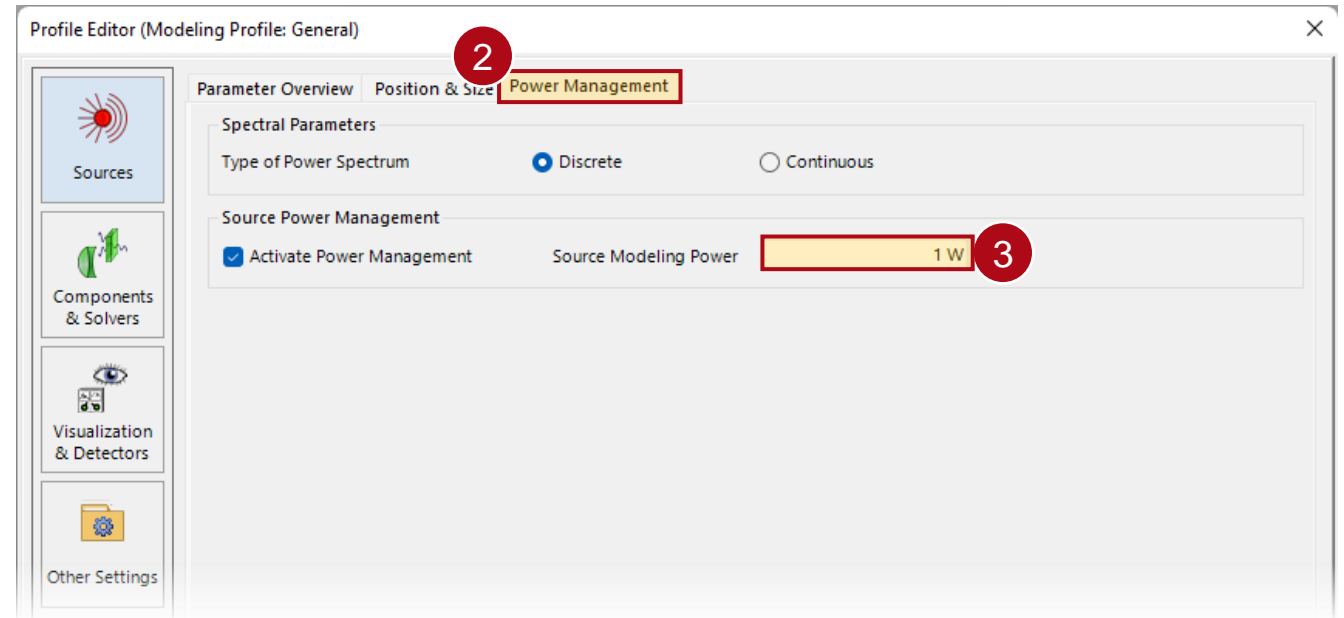 Profile Editor (Modeling Profile: General)
2
Parameter Overview Position & Size Power Management
Sources
Spectral Parameters
Type of Power Spectrum Discrete Continuous
Source Power Management
Activate Power Management Source Modeling Power 1 W 3
Components
& Solvers
Visualization
& Detectors
Other Settings